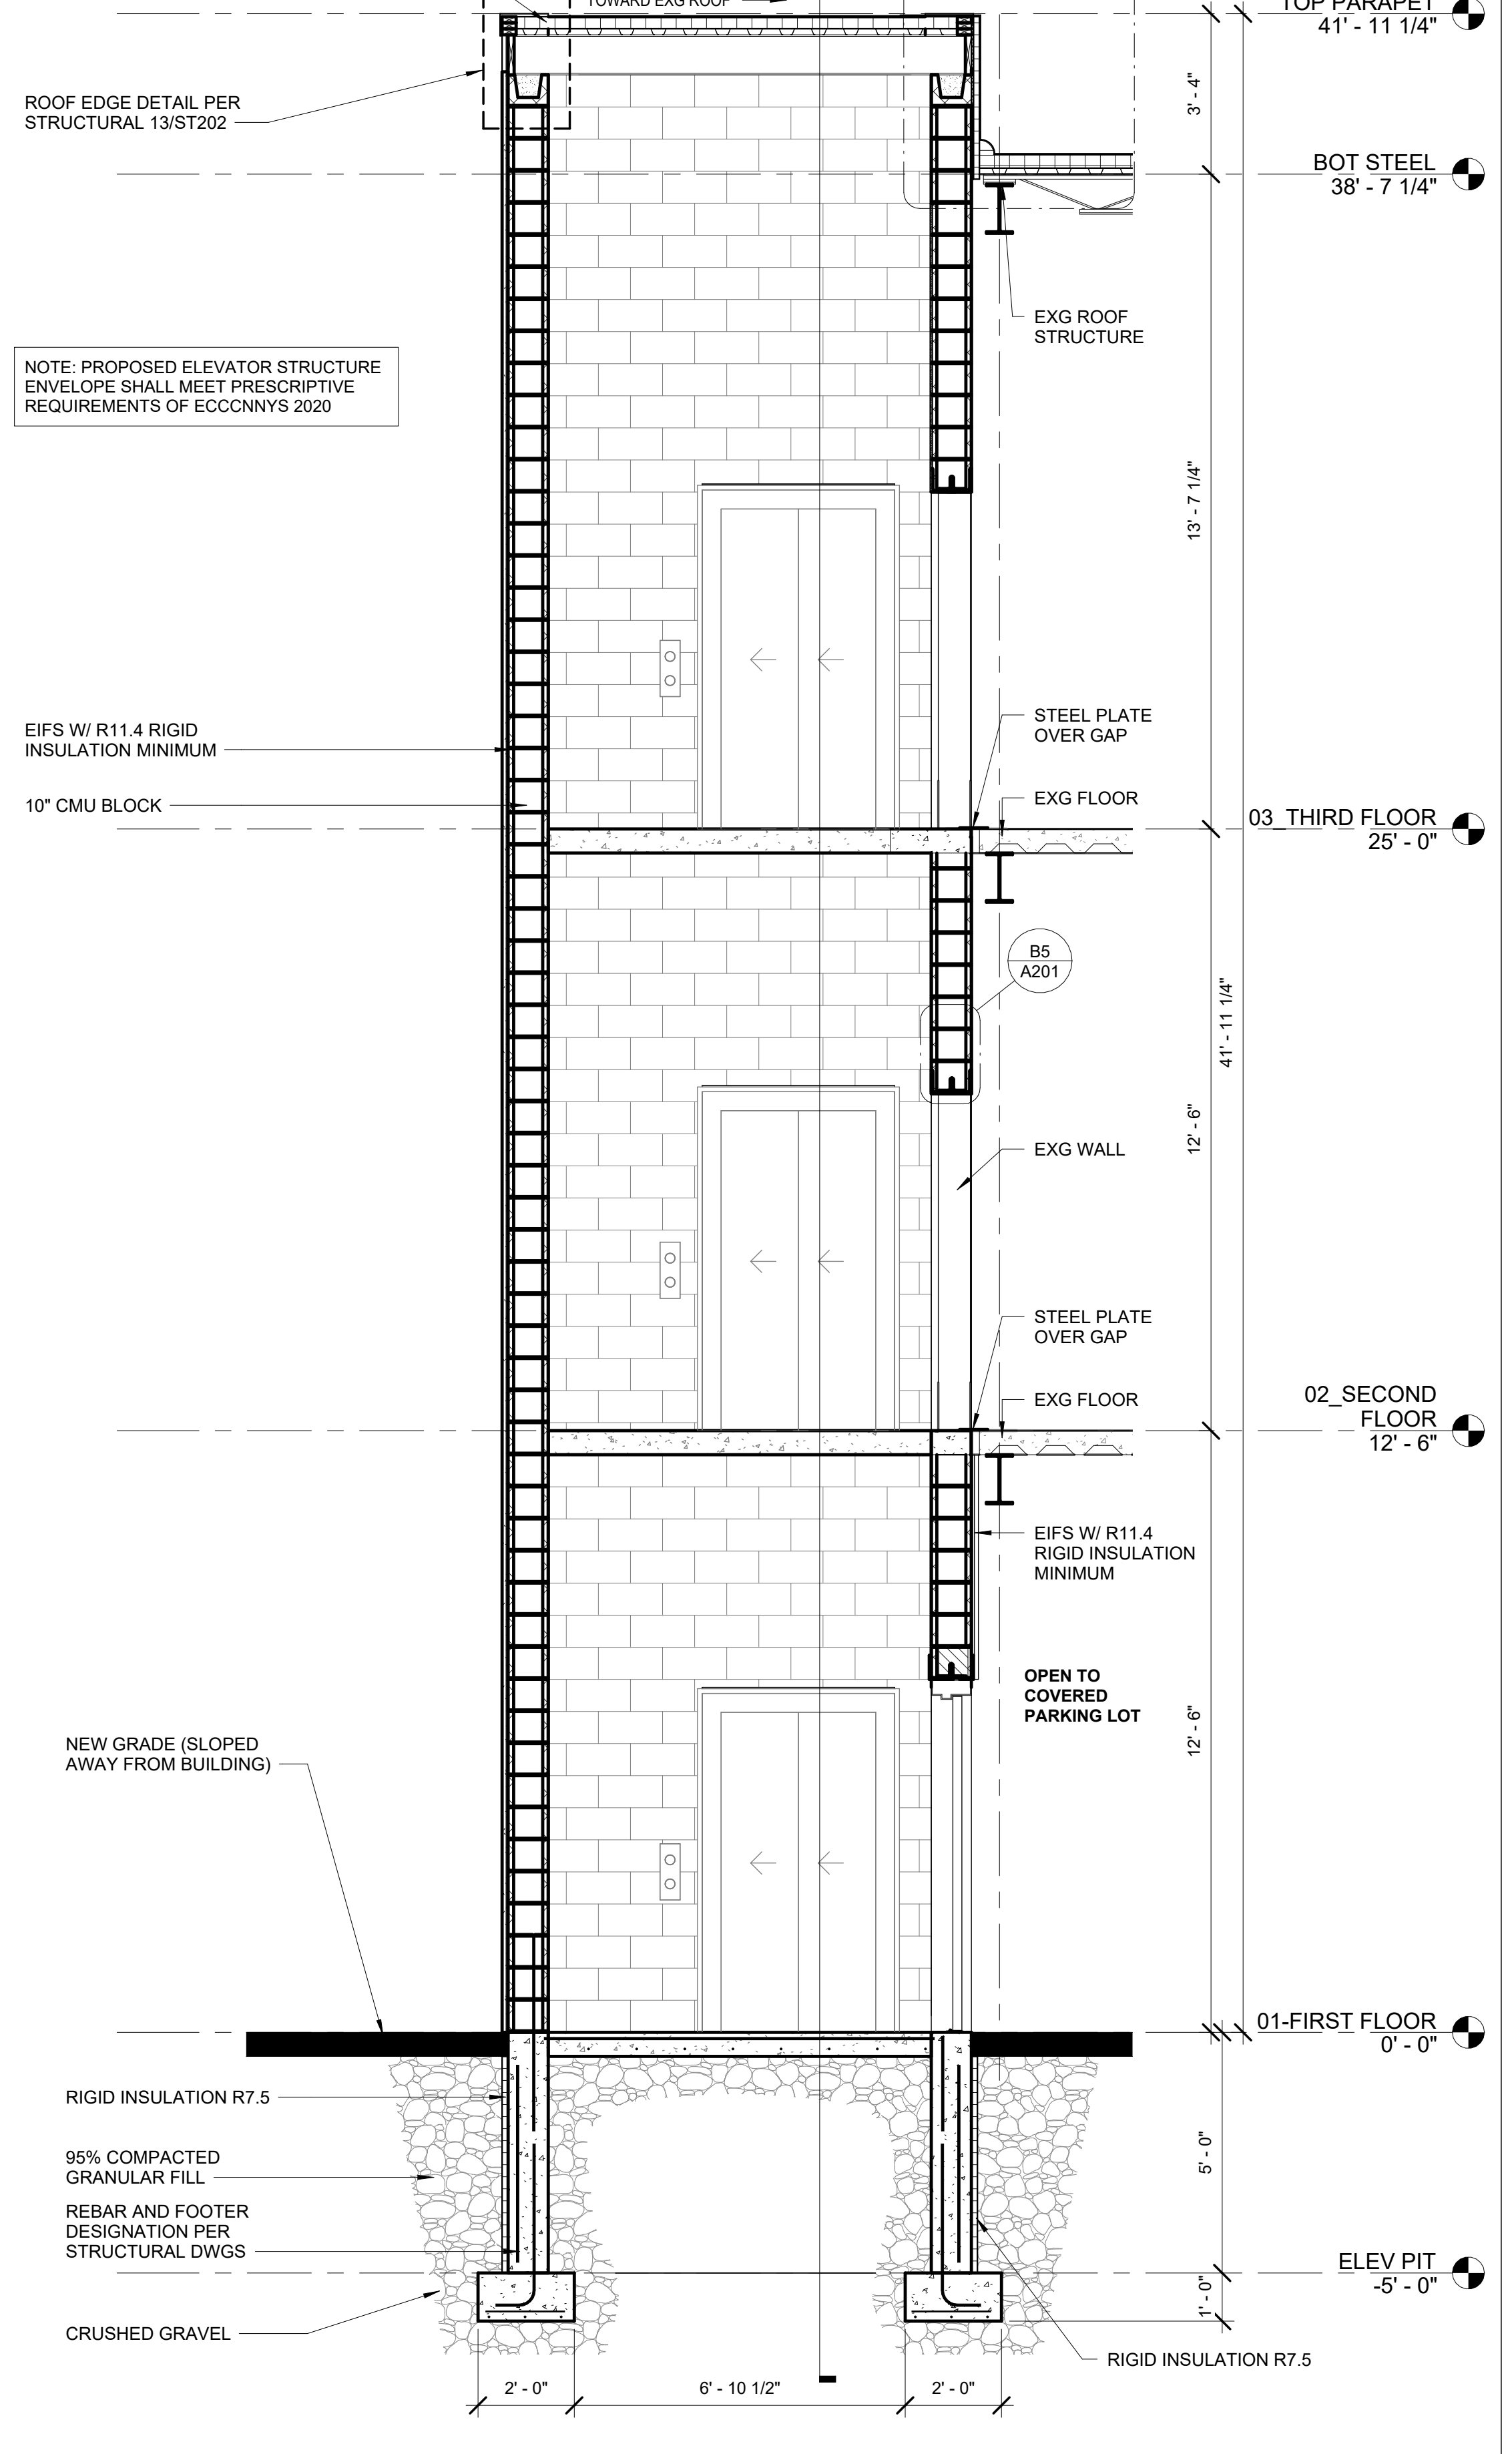 TOWARD EXG ROOF
TOP PARAPET
41' - 11 1/4"
ROOF EDGE DETAIL PER
STRUCTURAL 13/ST202
3' - 4"
BOT STEEL
38' - 7 1/4"
EXG ROOF
STRUCTURE
NOTE: PROPOSED ELEVATOR STRUCTURE
ENVELOPE SHALL MEET PRESCRIPTIVE
REQUIREMENTS OF ECCCNNYS 2020
13' - 7 1/4"
EIFS W/ R11.4 RIGID
INSULATION MINIMUM
STEEL PLATE
OVER GAP
10" CMU BLOCK
EXG FLOOR
03_THIRD FLOOR
25' - 0"
B5
A201
41' - 11 1/4"
12' - 6"
EXG WALL
STEEL PLATE
OVER GAP
EXG FLOOR
02_SECOND
FLOOR
12' - 6"
EIFS W/ R11.4
RIGID INSULATION
MINIMUM
OPEN TO
COVERED
PARKING LOT
12' - 6"
NEW GRADE (SLOPED
AWAY FROM BUILDING)
01-FIRST FLOOR
0' - 0"
RIGID INSULATION R7.5
95% COMPACTED
GRANULAR FILL
5' - 0"
REBAR AND FOOTER
DESIGNATION PER
STRUCTURAL DWGS
ELEV PIT
-5' - 0"
1' - 0"
CRUSHED GRAVEL
RIGID INSULATION R7.5
2' - 0"
6' - 10 1/2"
2' - 0"